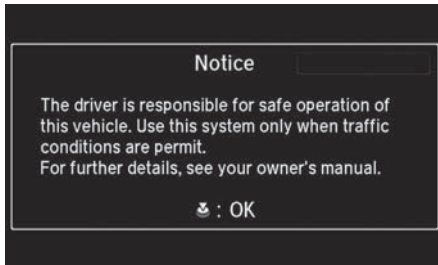 Notice
The driver is responsible for safe operation of
this vehicle. Use this system only when traffic
conditions are permit.
For further details, see your owner's manual.
: OK